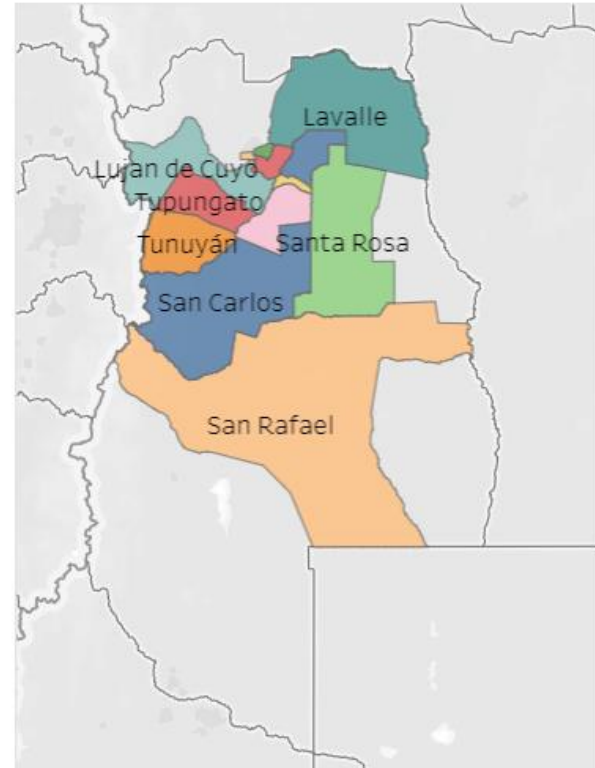 Lavalle
Lujan de Cuyo
Tupungato
Tunuyán
Santa Rosa
San Carlos
San Rafael